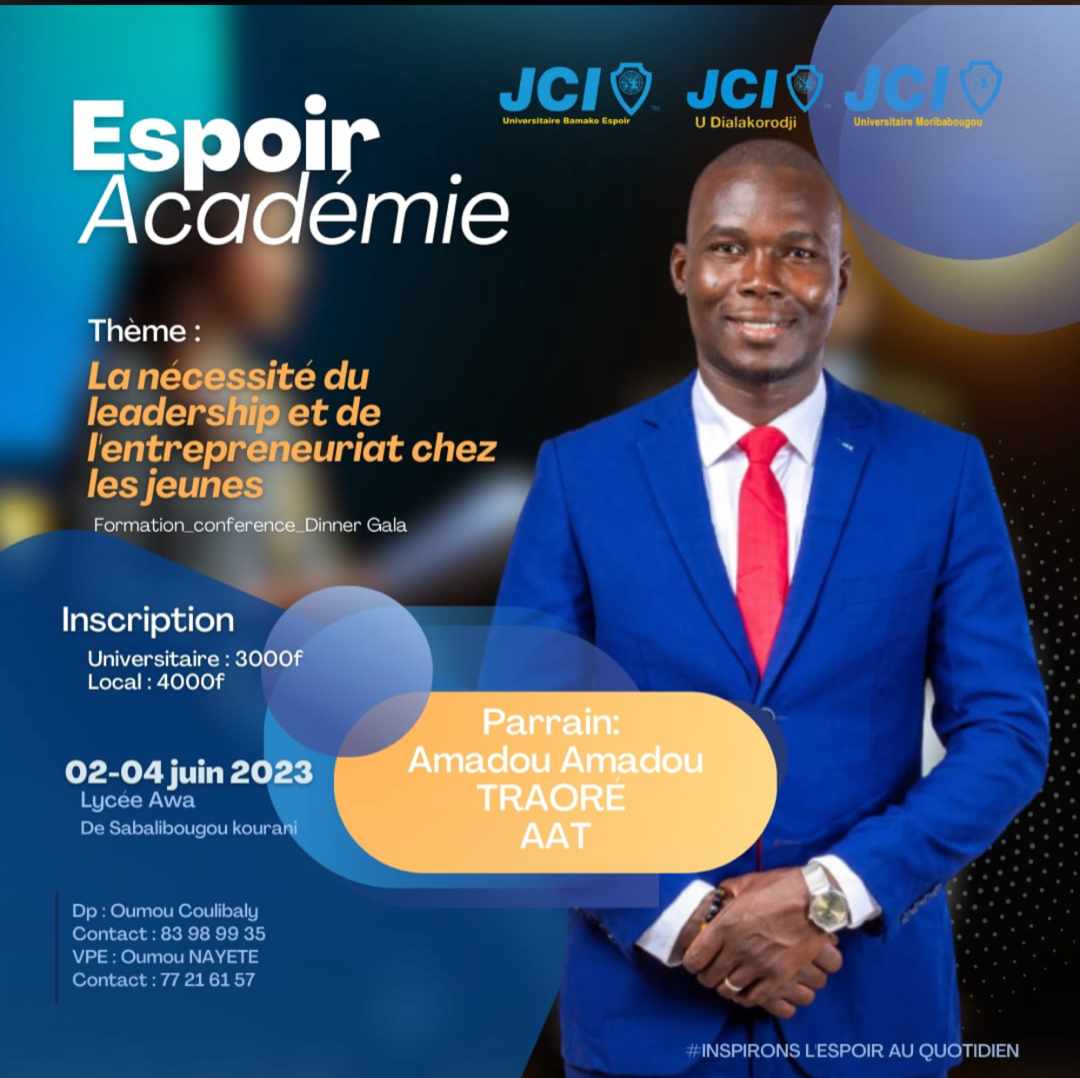 JCI
Universitaire Bamako Espoir
JCI
U Dialakorodji
JCI
Universitaire Moribabougou
Espoir
Académie
Thème :
La nécessité du
leadership et de
l'entrepreneuriat chez
les jeunes
Formation_conference_Dinner Gala
Inscription
Universitaire : 3000f
Local : 4000f
02-04 juin 2023
Lycée Awa
De Sabalibougou kourani
Parrain:
Amadou Amadou
TRAORÉ
AAT
Dp : Oumou Coulibaly
Contact : 83 98 99 35
VPE : Oumou NAYETE
Contact : 77 21 61 57
#INSPIRONS L'ESPOIR AU QUOTIDIEN